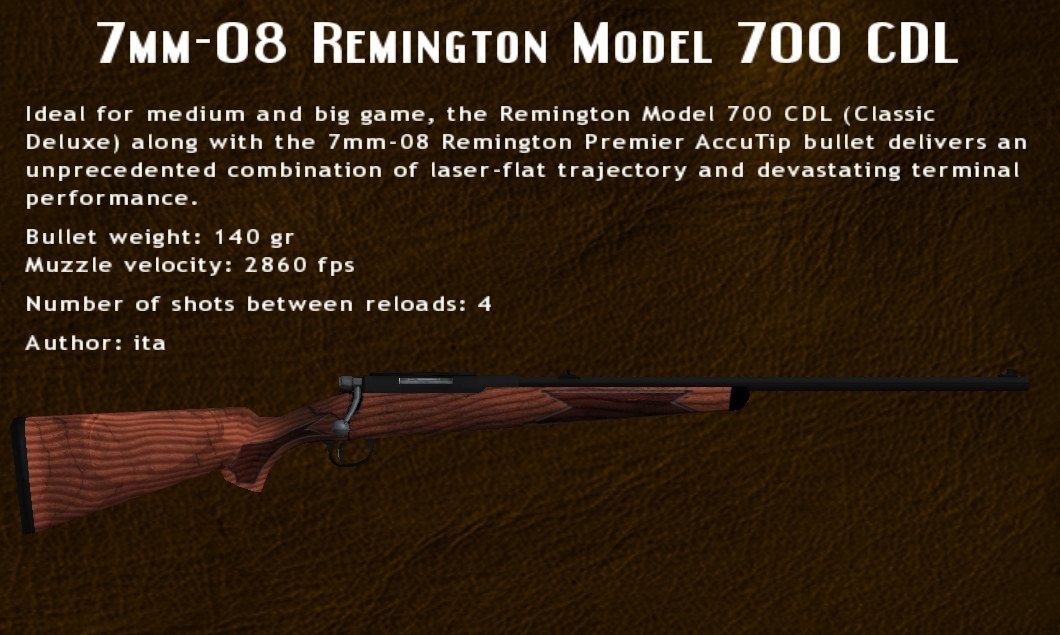 7mm-08 Remington Model 700 CDL
Ideal for medium and big game, the Remington Model 700 CDL (Classic
Deluxe) along with the 7mm-08 Remington Premier AccuTip bullet delivers an
unprecedented combination of laser-flat trajectory and devastating terminal
performance.
Bullet weight: 140 gr
Muzzle velocity: 2860 fps
Number of shots between reloads: 4
Author: ita